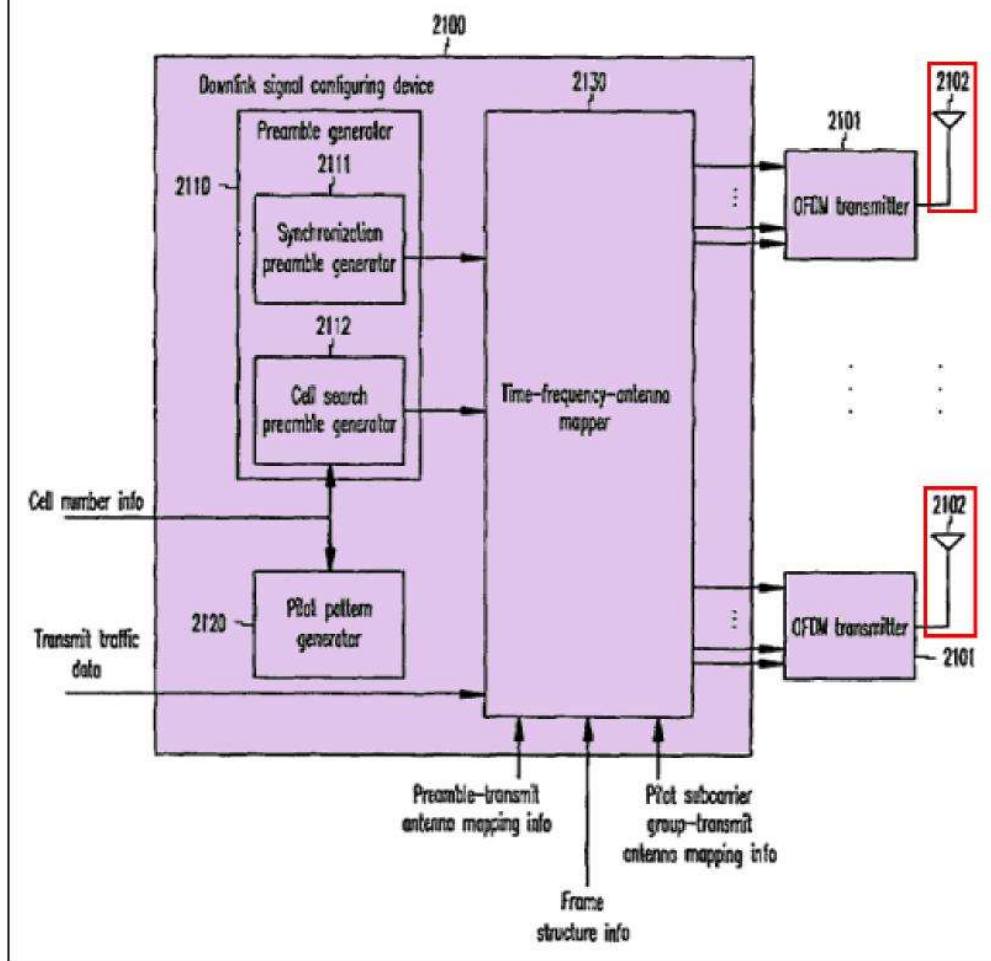 2100
Downlink signal configuring device
2130
2102
Preamble generator
2101
2111
2110
Synchronization
preamble generator
OFDM transmitter
2112
Cell search
preamble generator
Time-frequency-antenna
mapper
Cell number info
2102
2120
Pilot pattern
generator
OFDM transmitter
Transmit traffic
data
2101
Preamble-transmit
antenna mapping info
Pilot subcarrier
group-transmit
antenna mapping info
Frame
structure info